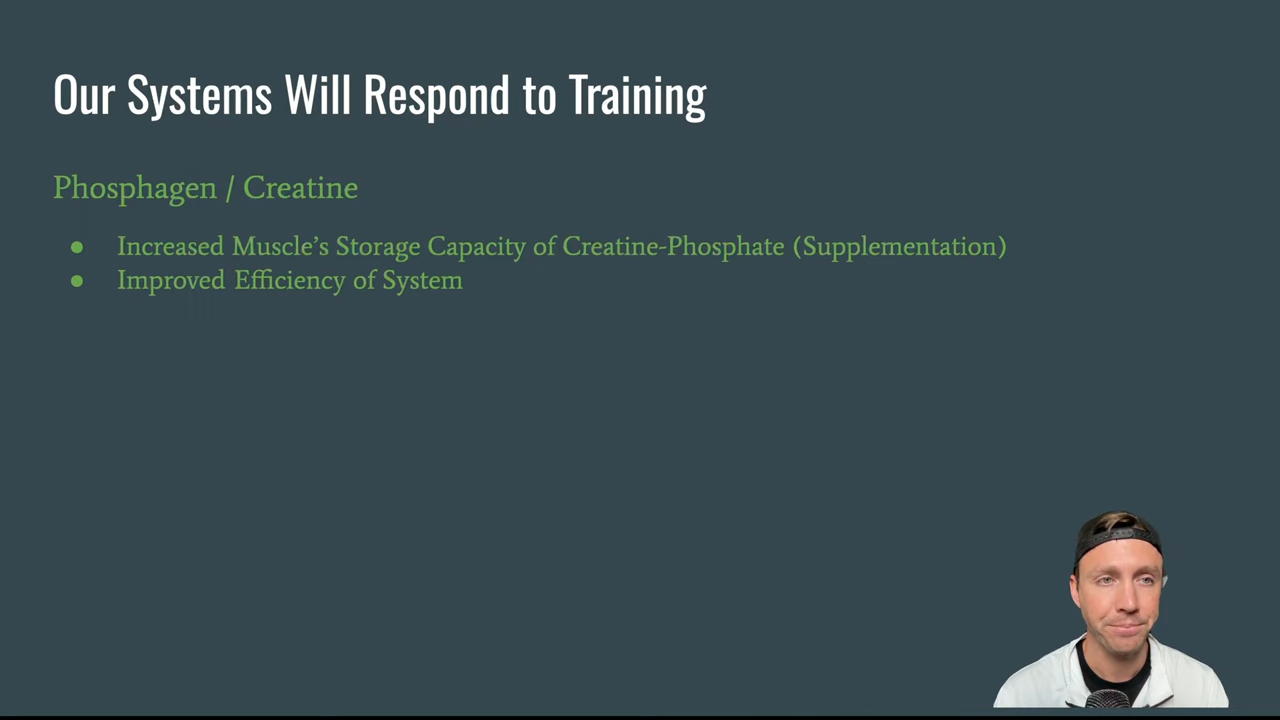 Our Systems Will Respond to Training
Phosphagen / Creatine
● Increased Muscle’s Storage Capacity of Creatine-Phosphate (Supplementation)
● Improved Efficiency of System